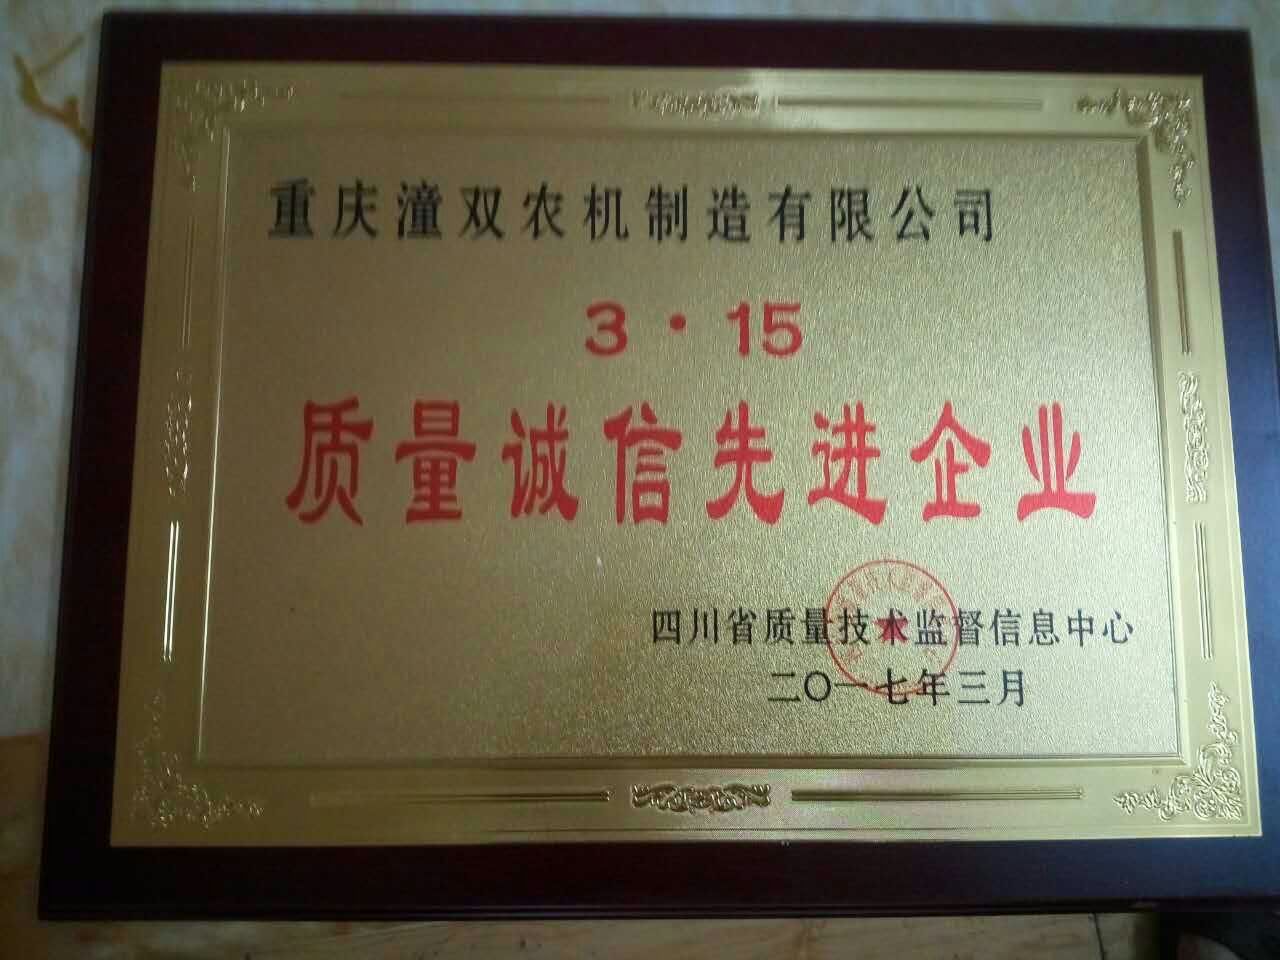 重庆潼双农机制造有限公司
3·15
质量诚信先进企业
四川省质量技术监督信息中心
二〇一七年三月